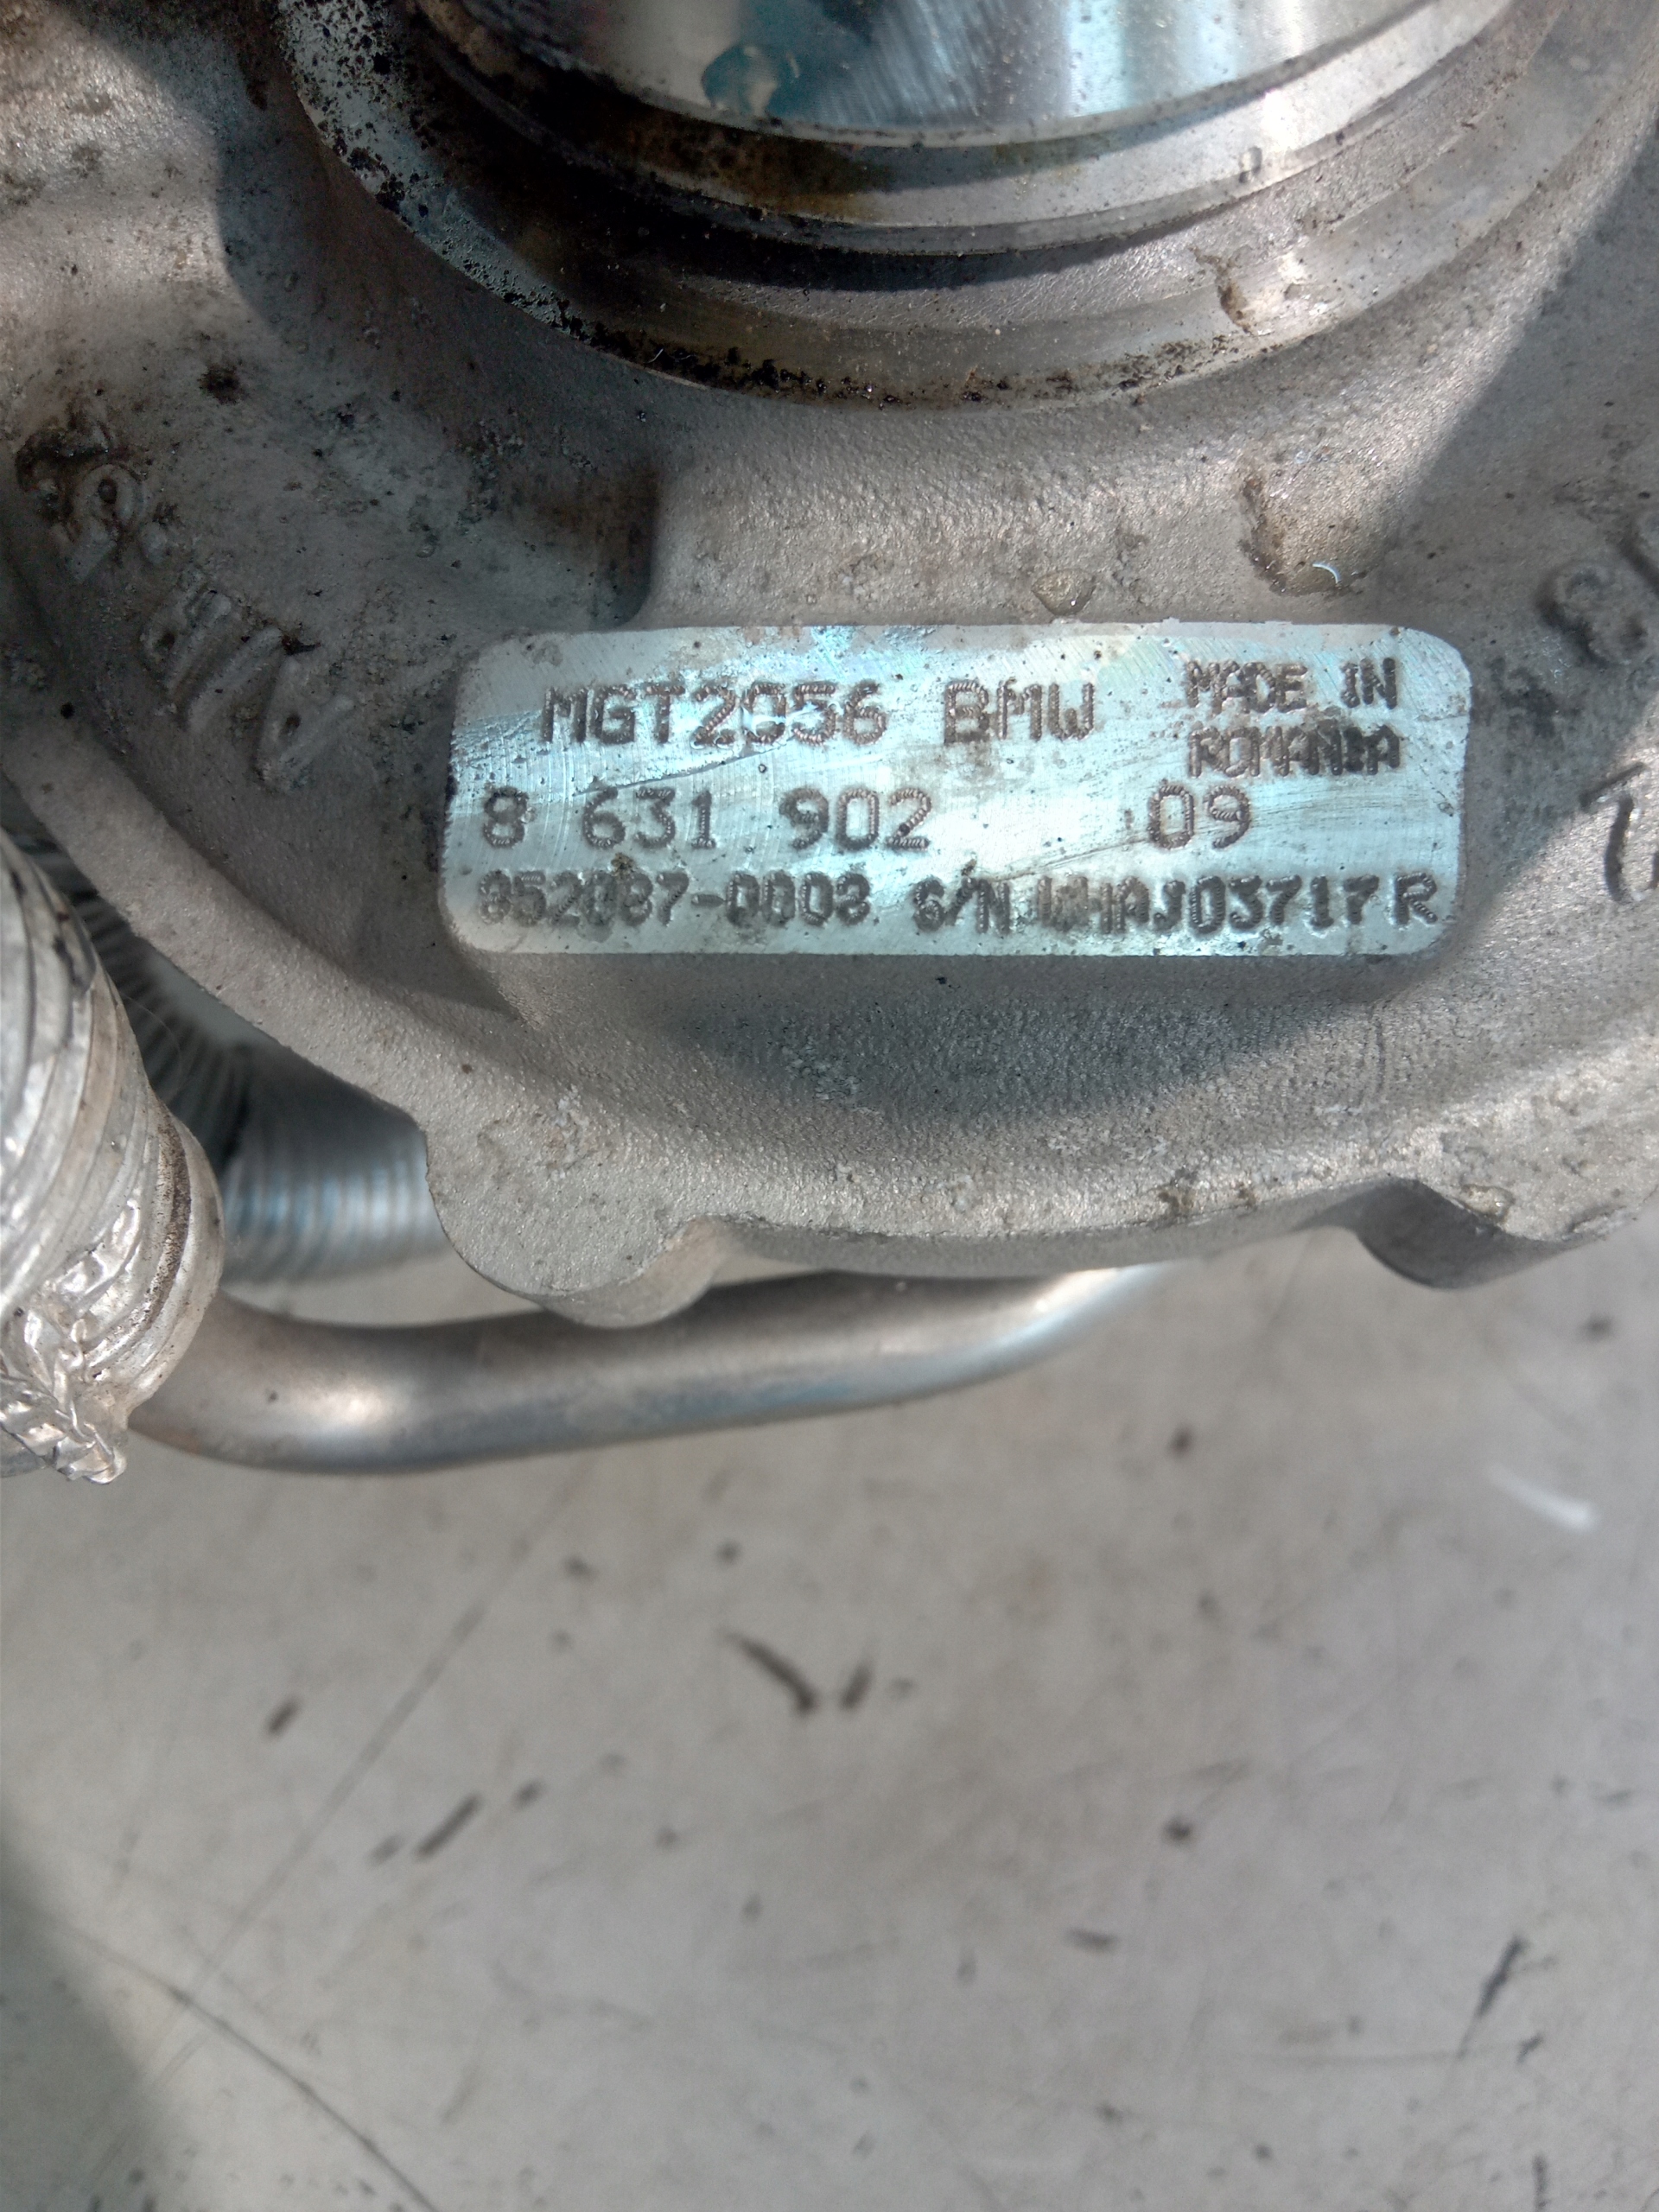 MGT2056 BMW MADE IN
ROMANIA
8 631 902 09
852087-0008 S/N WHAJ03717R